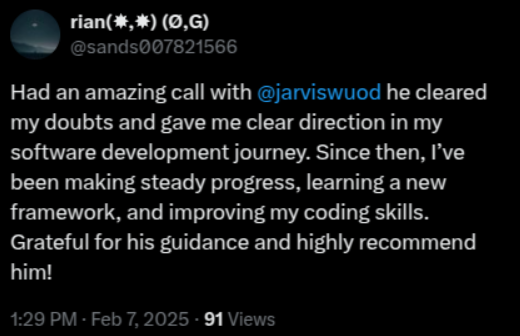 rian(✸,✸) (Ø,G)
@sands007821566
Had an amazing call with @jarviswuod he cleared
my doubts and gave me clear direction in my
software development journey. Since then, I’ve
been making steady progress, learning a new
framework, and improving my coding skills.
Grateful for his guidance and highly recommend
him!
1:29 PM · Feb 7, 2025 · 91 Views